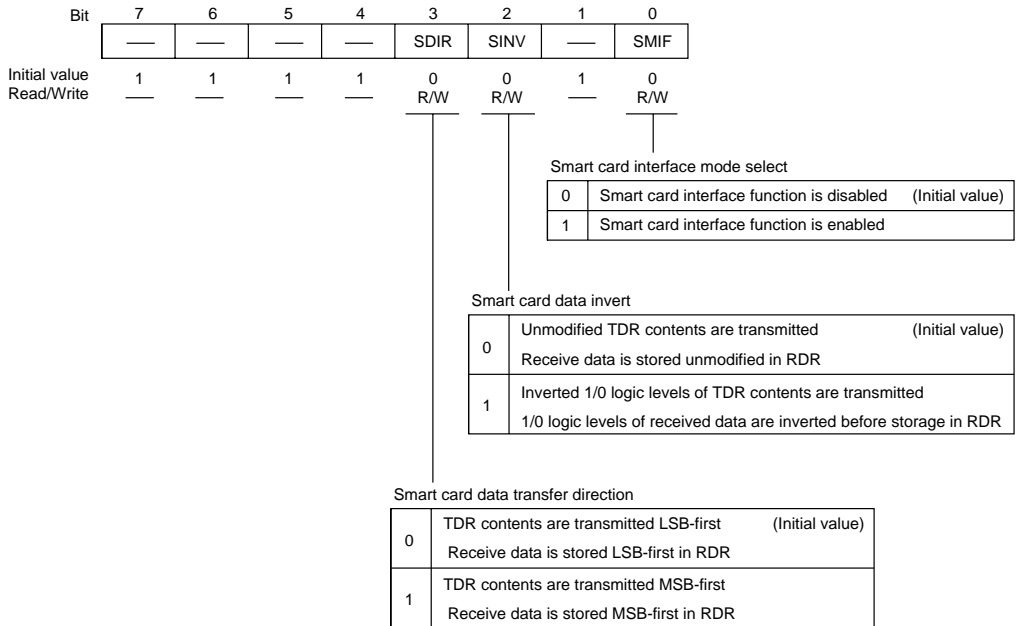 Bit 7 6 5 4 3 2 1 0
— — — — SDIR SINV — SMIF
Initial value 1 1 1 1 0 0 1 0
Read/Write — — — — R/W R/W — R/W
Smart card interface mode select
0 Smart card interface function is disabled (Initial value)
1 Smart card interface function is enabled
Smart card data invert
0 Unmodified TDR contents are transmitted (Initial value)
Receive data is stored unmodified in RDR
1 Inverted 1/0 logic levels of TDR contents are transmitted
1/0 logic levels of received data are inverted before storage in RDR
Smart card data transfer direction
0 TDR contents are transmitted LSB-first (Initial value)
Receive data is stored LSB-first in RDR
1 TDR contents are transmitted MSB-first
Receive data is stored MSB-first in RDR